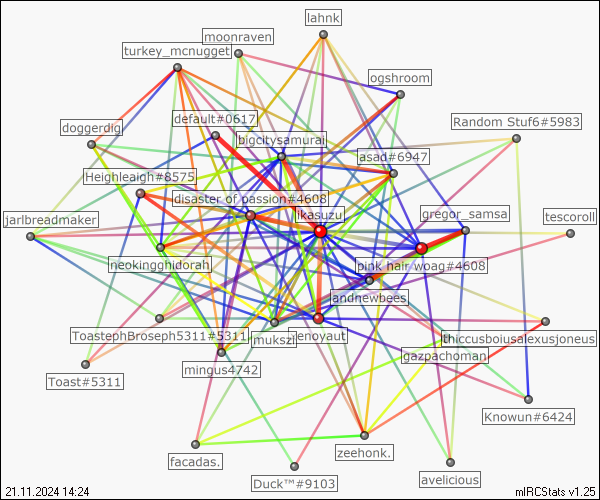 lahnk
moonraven
turkey_mcnugget
ogshroom
default#0617
Random Stuf6#5983
doggerdig
bigcitysamurai
asad#6947
Heighleaigh#8575
disaster of passion#4608
ikasuzu
gregor_samsa
jarlbreadmaker
tescoroll
neokingghidorah
pink hair woag#4608
landnewbees
ToastephBroseph5311#5311
mukszi
enoyaut
thiccusboiusalexusjoneus
gazpachoman
mingus4742
Toast#5311
Knowun#6424
zeehonk.
facadas.
Duck™#9103
avelicious
21.11.2024 14:24
mIRCStats v1.25